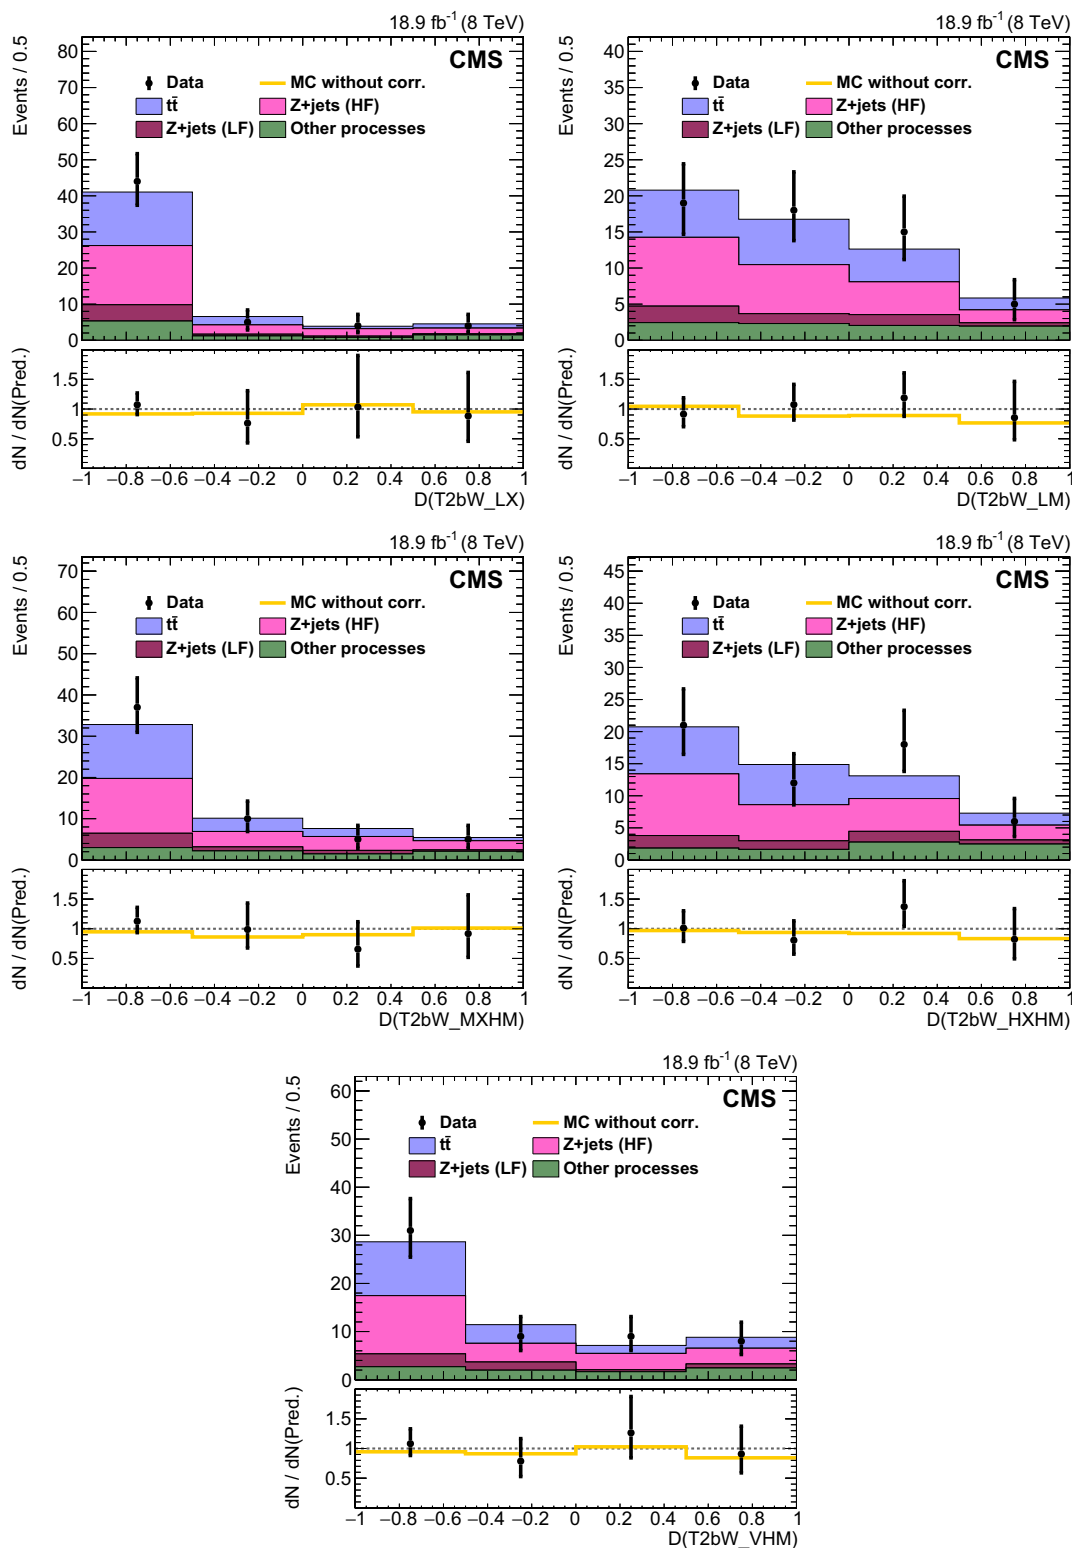 18.9 fb⁻¹ (8 TeV)
CMS
Events / 0.5
Data
MC without corr.
tt̄
Z+jets (HF)
Z+jets (LF)
Other processes
80
70
60
50
40
30
20
10
0
dN / dN(Pred.)
1.5
1
0.5
−1 −0.8 −0.6 −0.4 −0.2 0 0.2 0.4 0.6 0.8 1
D(T2bW_LX)
18.9 fb⁻¹ (8 TeV)
CMS
Events / 0.5
Data
MC without corr.
tt̄
Z+jets (HF)
Z+jets (LF)
Other processes
40
35
30
25
20
15
10
5
0
dN / dN(Pred.)
1.5
1
0.5
−1 −0.8 −0.6 −0.4 −0.2 0 0.2 0.4 0.6 0.8 1
D(T2bW_LM)
18.9 fb⁻¹ (8 TeV)
CMS
Events / 0.5
Data
MC without corr.
tt̄
Z+jets (HF)
Z+jets (LF)
Other processes
70
60
50
40
30
20
10
0
dN / dN(Pred.)
1.5
1
0.5
−1 −0.8 −0.6 −0.4 −0.2 0 0.2 0.4 0.6 0.8 1
D(T2bW_MXHM)
18.9 fb⁻¹ (8 TeV)
CMS
Events / 0.5
Data
MC without corr.
tt̄
Z+jets (HF)
Z+jets (LF)
Other processes
45
40
35
30
25
20
15
10
5
0
dN / dN(Pred.)
1.5
1
0.5
−1 −0.8 −0.6 −0.4 −0.2 0 0.2 0.4 0.6 0.8 1
D(T2bW_HXHM)
18.9 fb⁻¹ (8 TeV)
CMS
Events / 0.5
Data
MC without corr.
tt̄
Z+jets (HF)
Z+jets (LF)
Other processes
60
50
40
30
20
10
0
dN / dN(Pred.)
1.5
1
0.5
−1 −0.8 −0.6 −0.4 −0.2 0 0.2 0.4 0.6 0.8 1
D(T2bW_VHM)